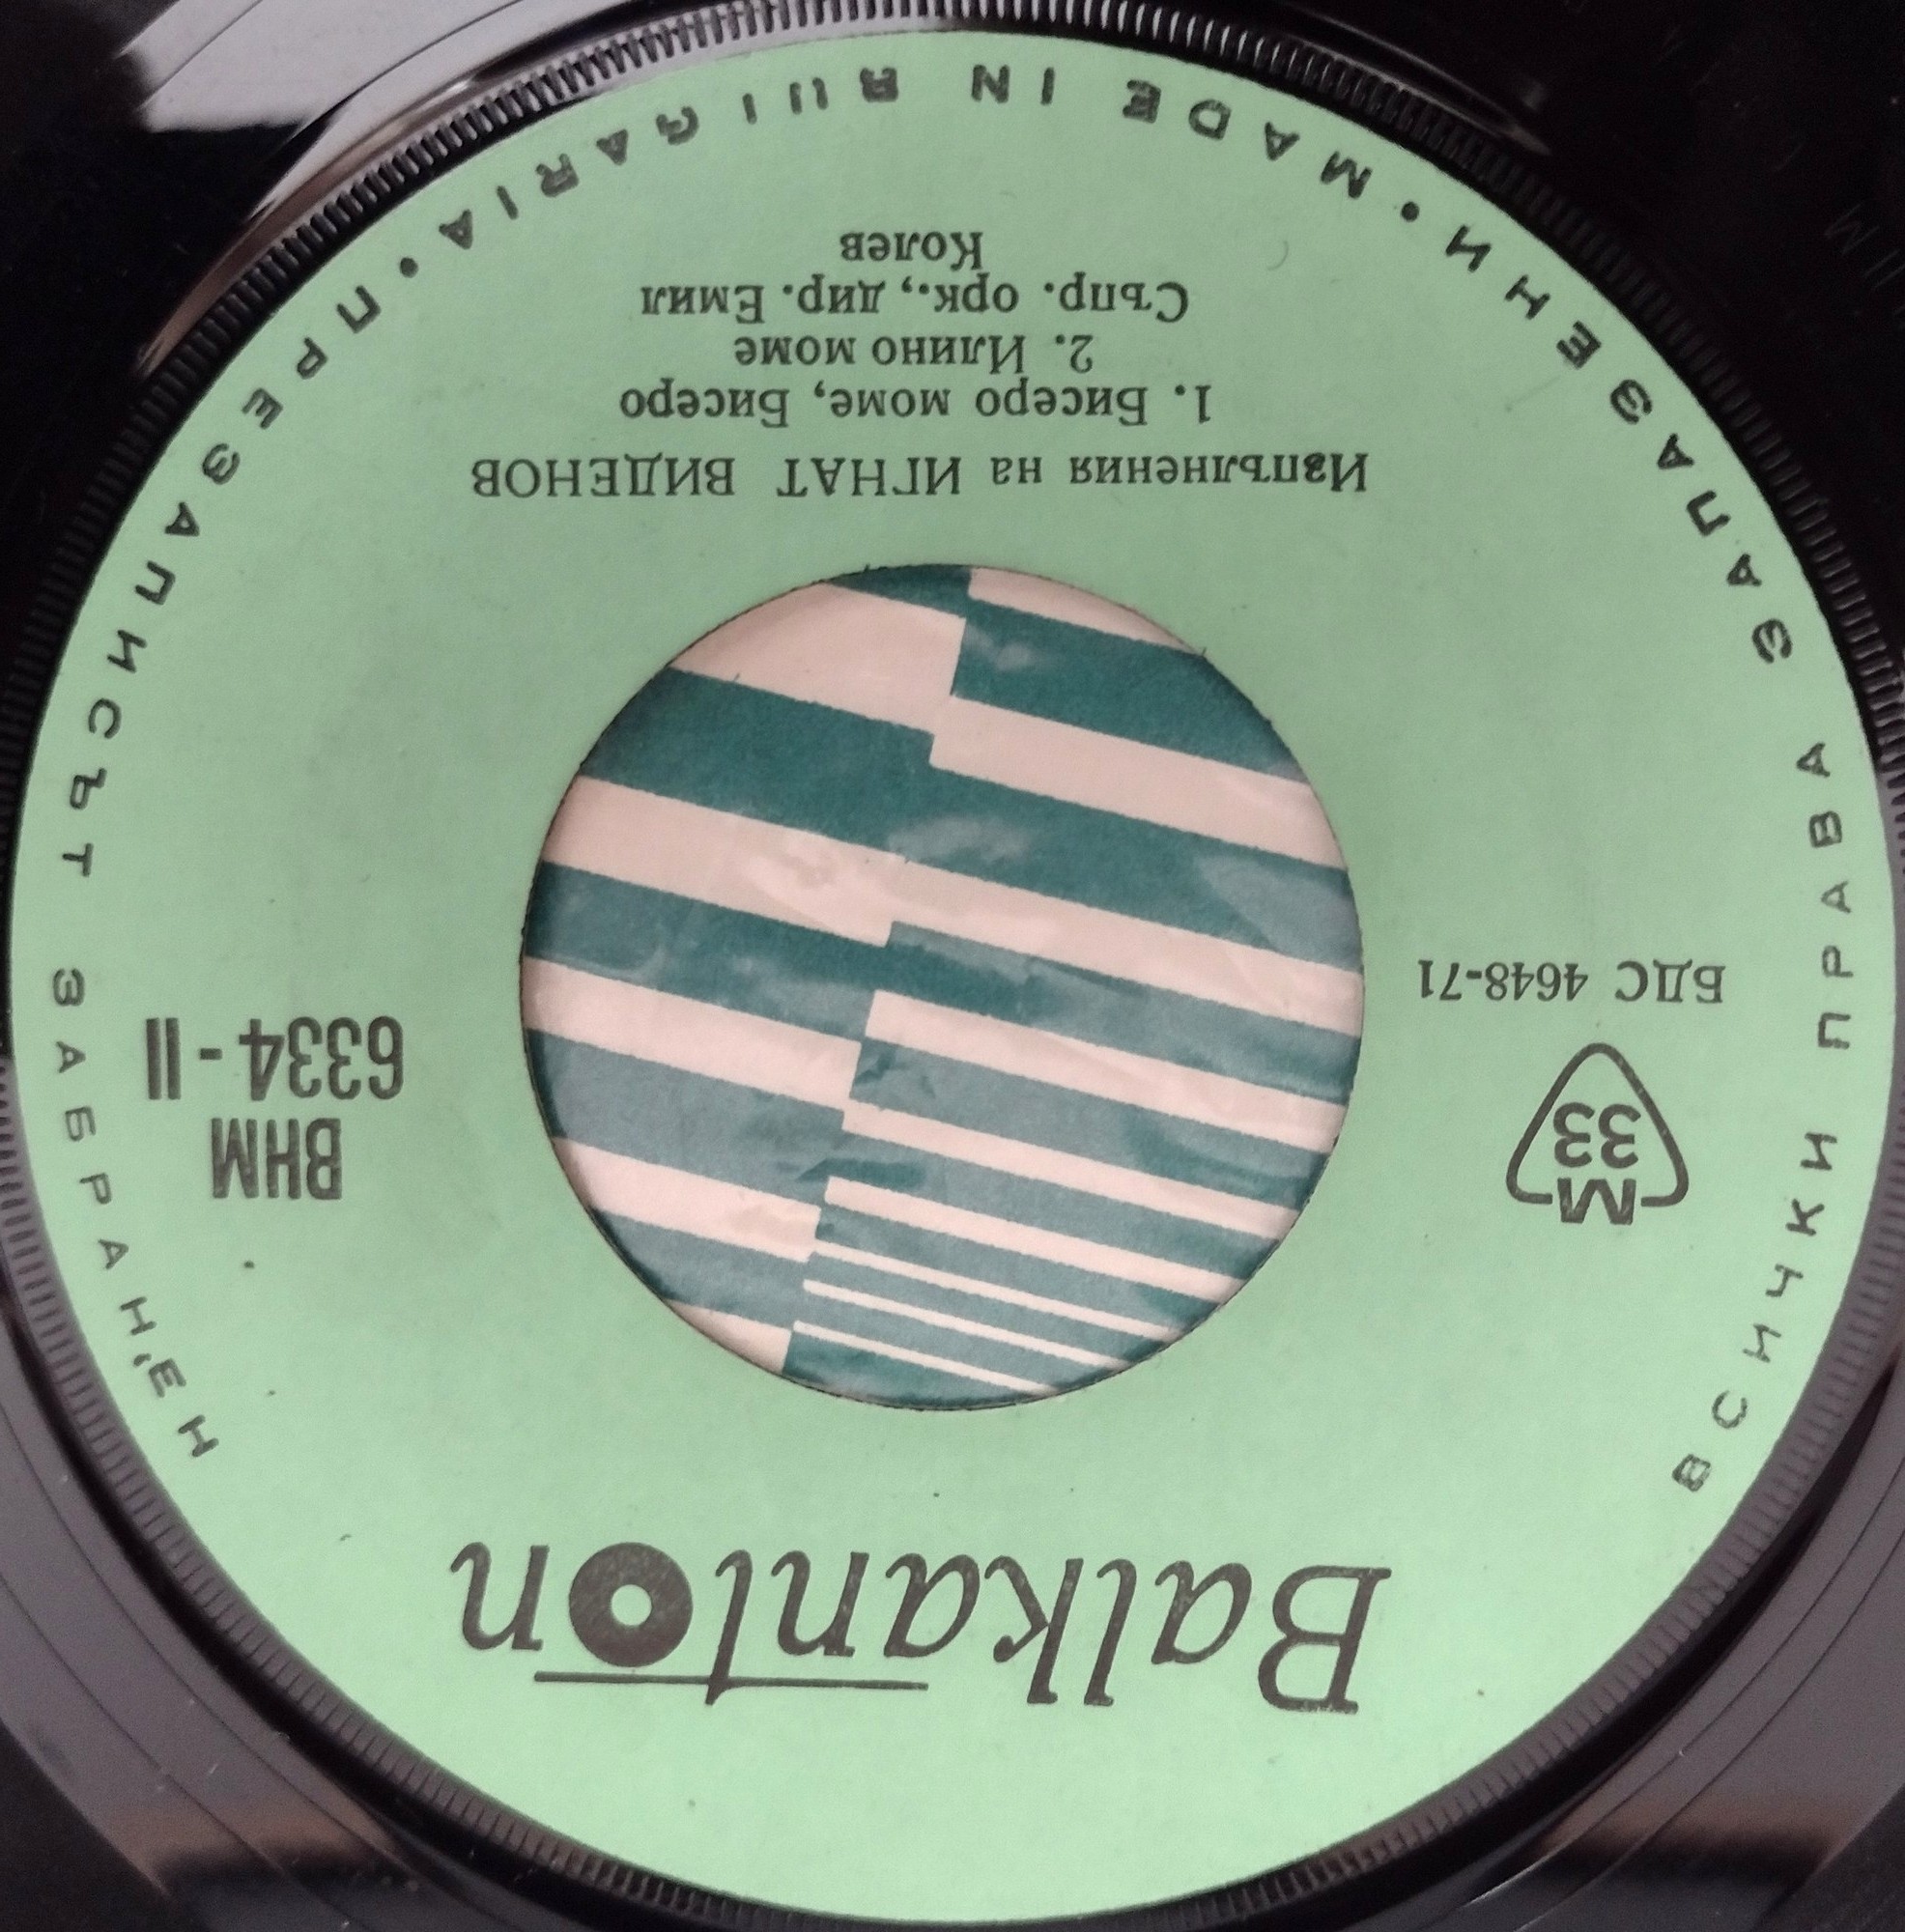 Balkanton
М
33
БДС 4648-71
ВНМ
6334-II
Изпълнения на ИГНАТ ВИДЕНОВ
1. Бисеро моме, Бисеро
2. Илино моме
Съпр. орк., дир. Емил
Колев
ВСИЧКИ ПРАВА ЗАПАЗЕНИ • MADE IN BULGARIA • ПРЕЗАПИСЪТ ЗАБРАНЕН